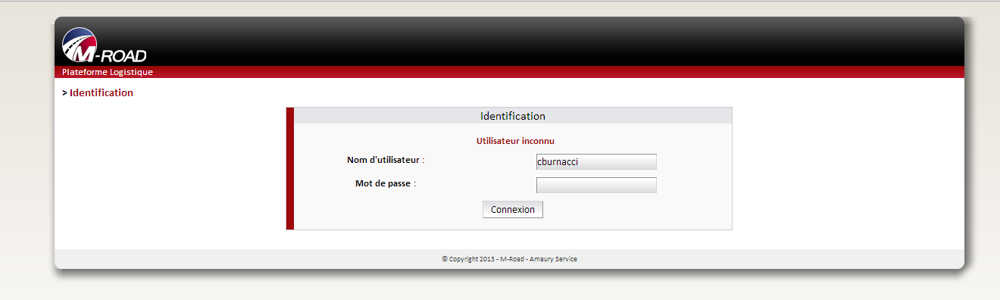 M-ROAD
Plateforme Logistique
> Identification
Identification
Utilisateur inconnu
Nom d'utilisateur : cburnacci
Mot de passe :
Connexion
© Copyright 2013 - M-Road - Amaury Service